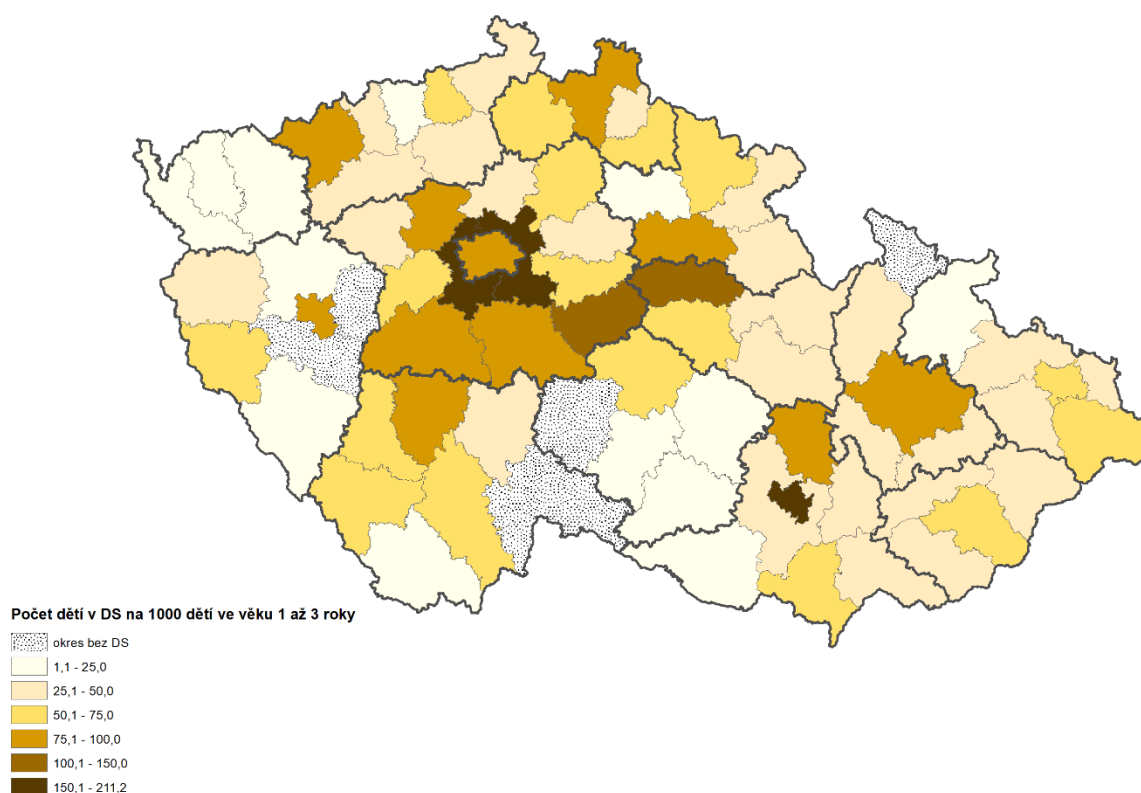 Počet dětí v DS na 1000 dětí ve věku 1 až 3 roky
okres bez DS
1,1 - 25,0
25,1 - 50,0
50,1 - 75,0
75,1 - 100,0
100,1 - 150,0
150,1 - 211,2